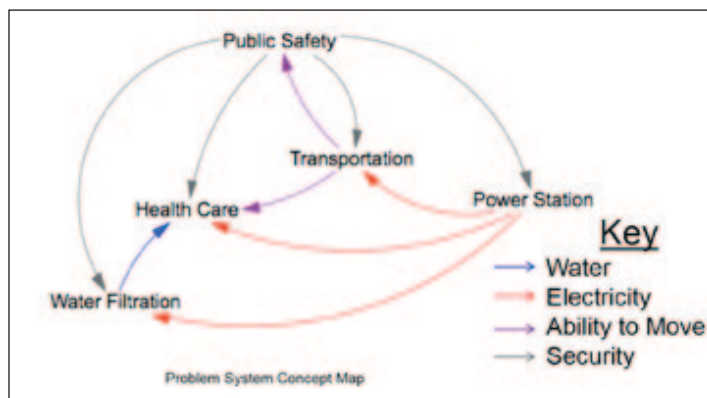 Public Safety
Transportation
Power Station
Health Care
Water Filtration
Key
Water
Electricity
Ability to Move
Security
Problem System Concept Map